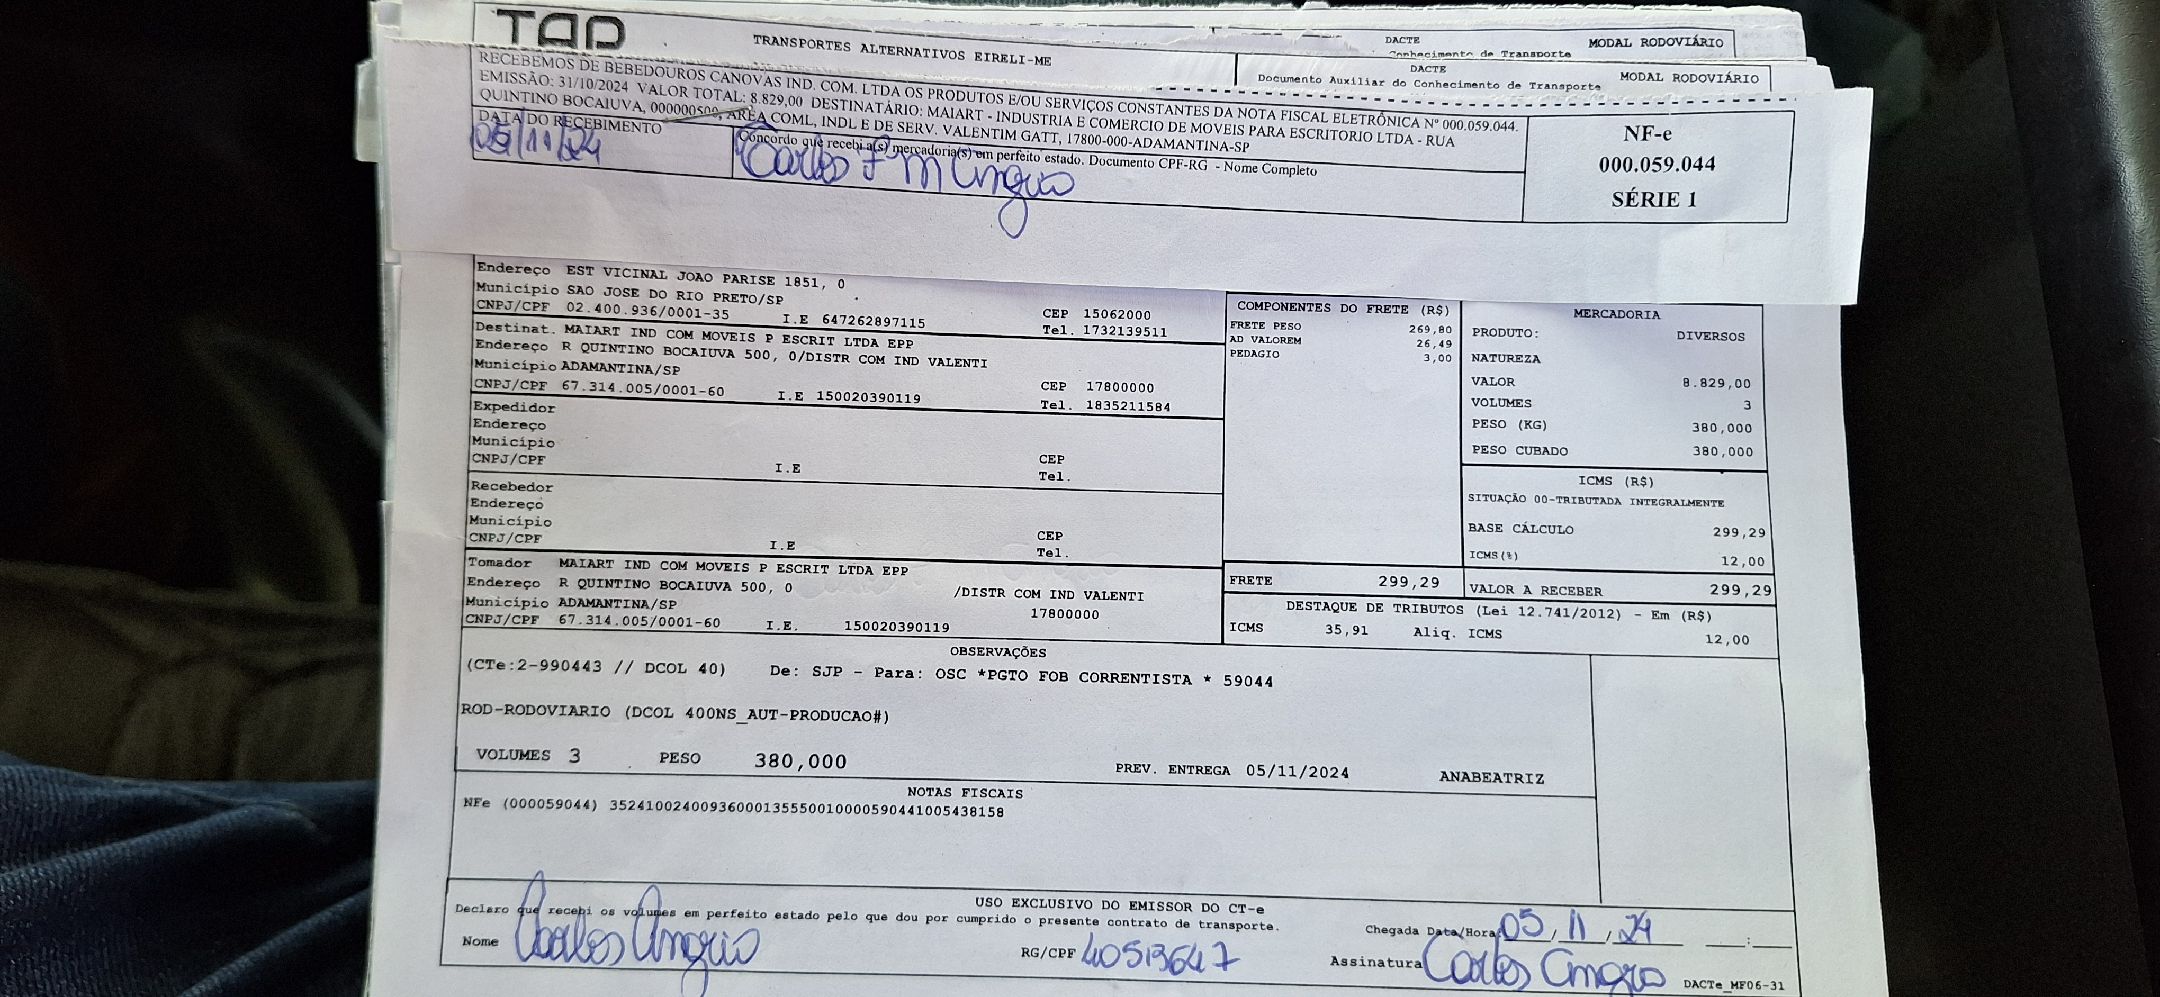 TAP
TRANSPORTES ALTERNATIVOS EIRELI-ME
DACTE
Conhecimento de Transporte
MODAL RODOVIÁRIO
DACTE
Documento Auxiliar do Conhecimento de Transporte
MODAL RODOVIÁRIO
RECEBEMOS DE BEBEDOUROS CANOVAS IND. COM. LTDA OS PRODUTOS E/OU SERVIÇOS CONSTANTES DA NOTA FISCAL ELETRÔNICA Nº 000.059.044.
EMISSÃO: 31/10/2024 VALOR TOTAL: 8.829,00 DESTINATÁRIO: MAIART - INDUSTRIA E COMERCIO DE MOVEIS PARA ESCRITORIO LTDA - RUA
QUINTINO BOCAIUVA, 000000500, AREA COML, INDL E DE SERV. VALENTIM GATT, 17800-000-ADAMANTINA-SP
DATA DO RECEBIMENTO
05/11/24
Concordo que recebi a(s) mercadoria(s) em perfeito estado. Documento CPF-RG - Nome Completo
Carlos
NF-e
000.059.044
SÉRIE 1
Endereço EST VICINAL JOAO PARISE 1851, 0
Município SAO JOSE DO RIO PRETO/SP
CNPJ/CPF 02.400.936/0001-35 I.E 647262897115
CEP 15062000
Tel. 1732139511
Destinat. MAIART IND COM MOVEIS P ESCRIT LTDA EPP
Endereço R QUINTINO BOCAIUVA 500, 0/DISTR COM IND VALENTI
Município ADAMANTINA/SP
CNPJ/CPF 67.314.005/0001-60 I.E 150020390119
CEP 17800000
Tel. 1835211584
Expedidor
Endereço
Município
CNPJ/CPF I.E
CEP
Tel.
Recebedor
Endereço
Município
CNPJ/CPF I.E
CEP
Tel.
Tomador MAIART IND COM MOVEIS P ESCRIT LTDA EPP
Endereço R QUINTINO BOCAIUVA 500, 0 /DISTR COM IND VALENTI
Município ADAMANTINA/SP 17800000
CNPJ/CPF 67.314.005/0001-60 I.E. 150020390119
COMPONENTES DO FRETE (R$)
FRETE PESO 269,80
AD VALOREM 26,49
PEDAGIO 3,00
FRETE 299,29
MERCADORIA
PRODUTO: DIVERSOS
NATUREZA
VALOR 8.829,00
VOLUMES 3
PESO (KG) 380,000
PESO CUBADO 380,000
ICMS (R$)
SITUAÇÃO 00-TRIBUTADA INTEGRALMENTE
BASE CÁLCULO 299,29
ICMS(%) 12,00
VALOR A RECEBER 299,29
DESTAQUE DE TRIBUTOS (Lei 12.741/2012) - Em (R$)
ICMS 35,91 Aliq. ICMS 12,00
OBSERVAÇÕES
(CTe:2-990443 // DCOL 40) De: SJP - Para: OSC *PGTO FOB CORRENTISTA * 59044
ROD-RODOVIARIO (DCOL 400NS_AUT-PRODUCAO#)
VOLUMES 3 PESO 380,000 PREV. ENTREGA 05/11/2024 ANABEATRIZ
NOTAS FISCAIS
NFe (000059044) 35241002400936000135550010000590441005438158
USO EXCLUSIVO DO EMISSOR DO CT-e
Declaro que recebi os volumes em perfeito estado pelo que dou por cumprido o presente contrato de transporte.
Nome Carlos
RG/CPF 40513647
Chegada Data/Hora 05/11/24 __:__
Assinatura Carlos
DACTe_MF06-31